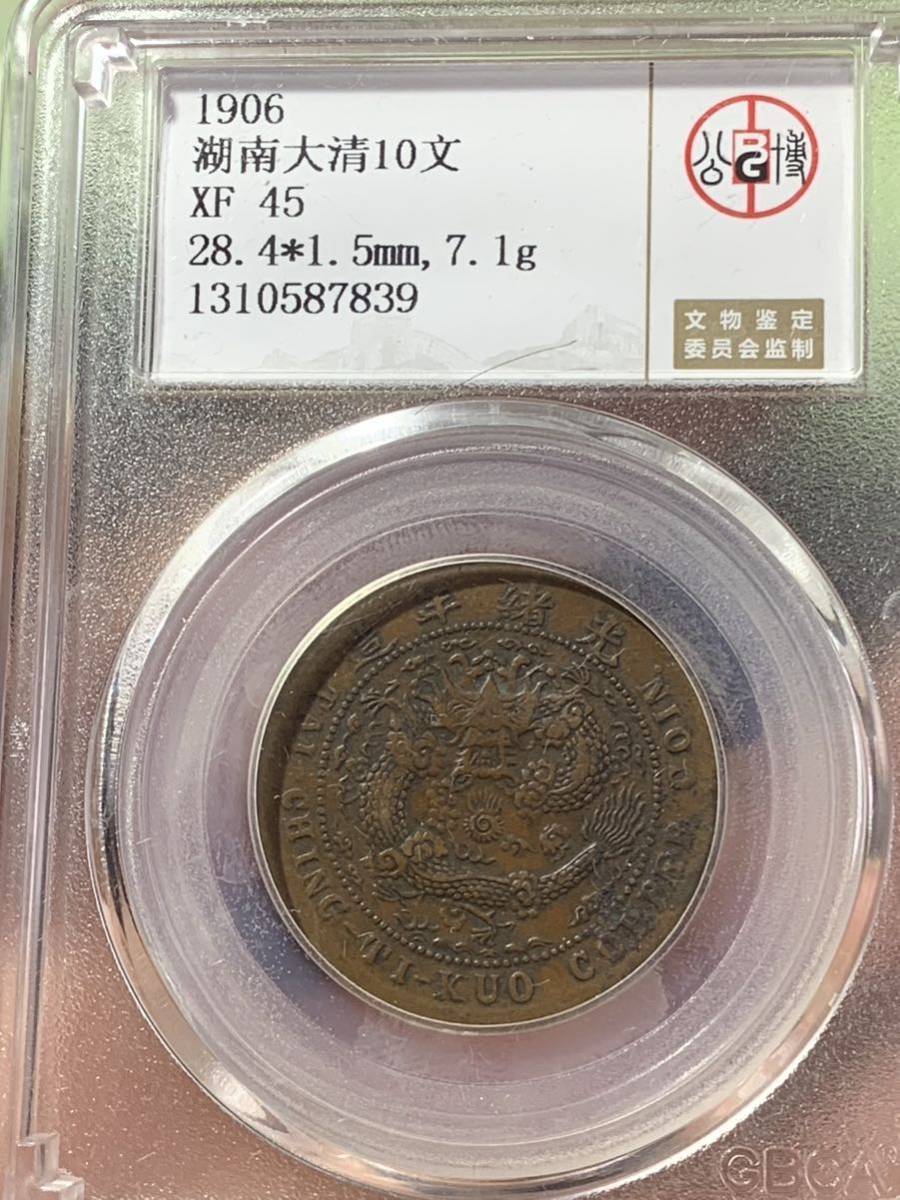 1906
湖南大清10文
XF 45
28.4*1.5mm,7.1g
1310587839
公 BG 博
文物鉴定
委员会监制
光緒年造
TAI-CHING-TI-KUO COPPER COIN
GBCA